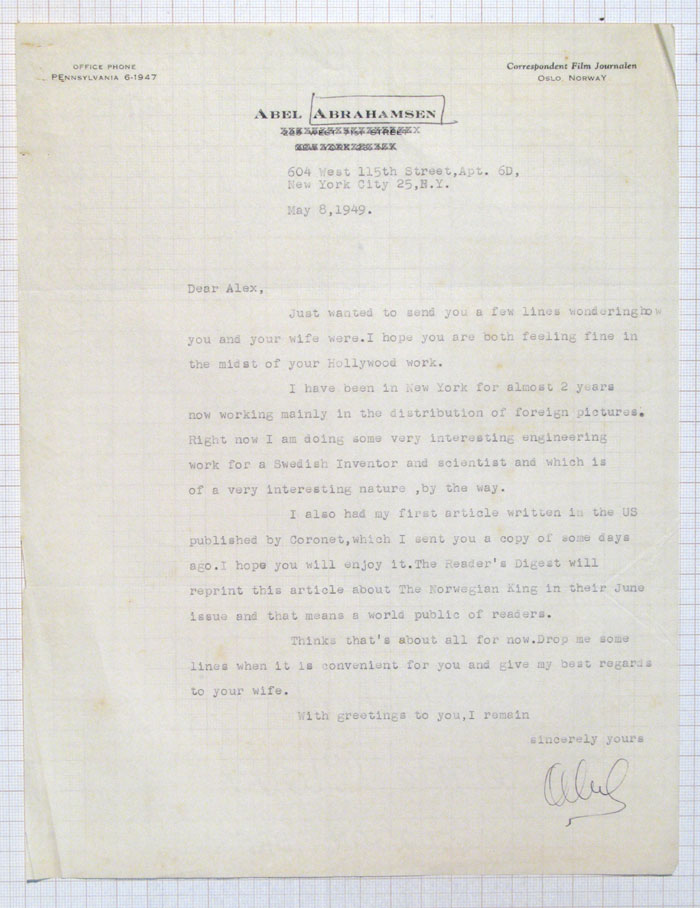 OFFICE PHONE
PENNSYLVANIA 6-1947
Correspondent Film Journalen
OSLO, NORWAY
ABEL ABRAHAMSEN
WEST 71st STREET
604 West 115th Street,Apt. 6D,
New York City 25,N.Y.
May 8,1949.
Dear Alex,
Just wanted to send you a few lines wonderinghow
you and your wife were.I hope you are both feeling fine in
the midst of your Hollywood work.
I have been in New York for almost 2 years
now working mainly in the distribution of foreign pictures.
Right now I am doing some very interesting engineering
work for a Swedish Inventor and scientist and which is
of a very interesting nature ,by the way.
I also had my first article written in the US
published by Coronet,which I sent you a copy of some days
ago.I hope you will enjoy it.The Reader's Digest will
reprint this article about The Norwegian King in their June
issue and that means a world public of readers.
Thinks that's about all for now.Drop me some
lines when it is convenient for you and give my best regards
to your wife.
With greetings to you,I remain
sincerely yours
Abel